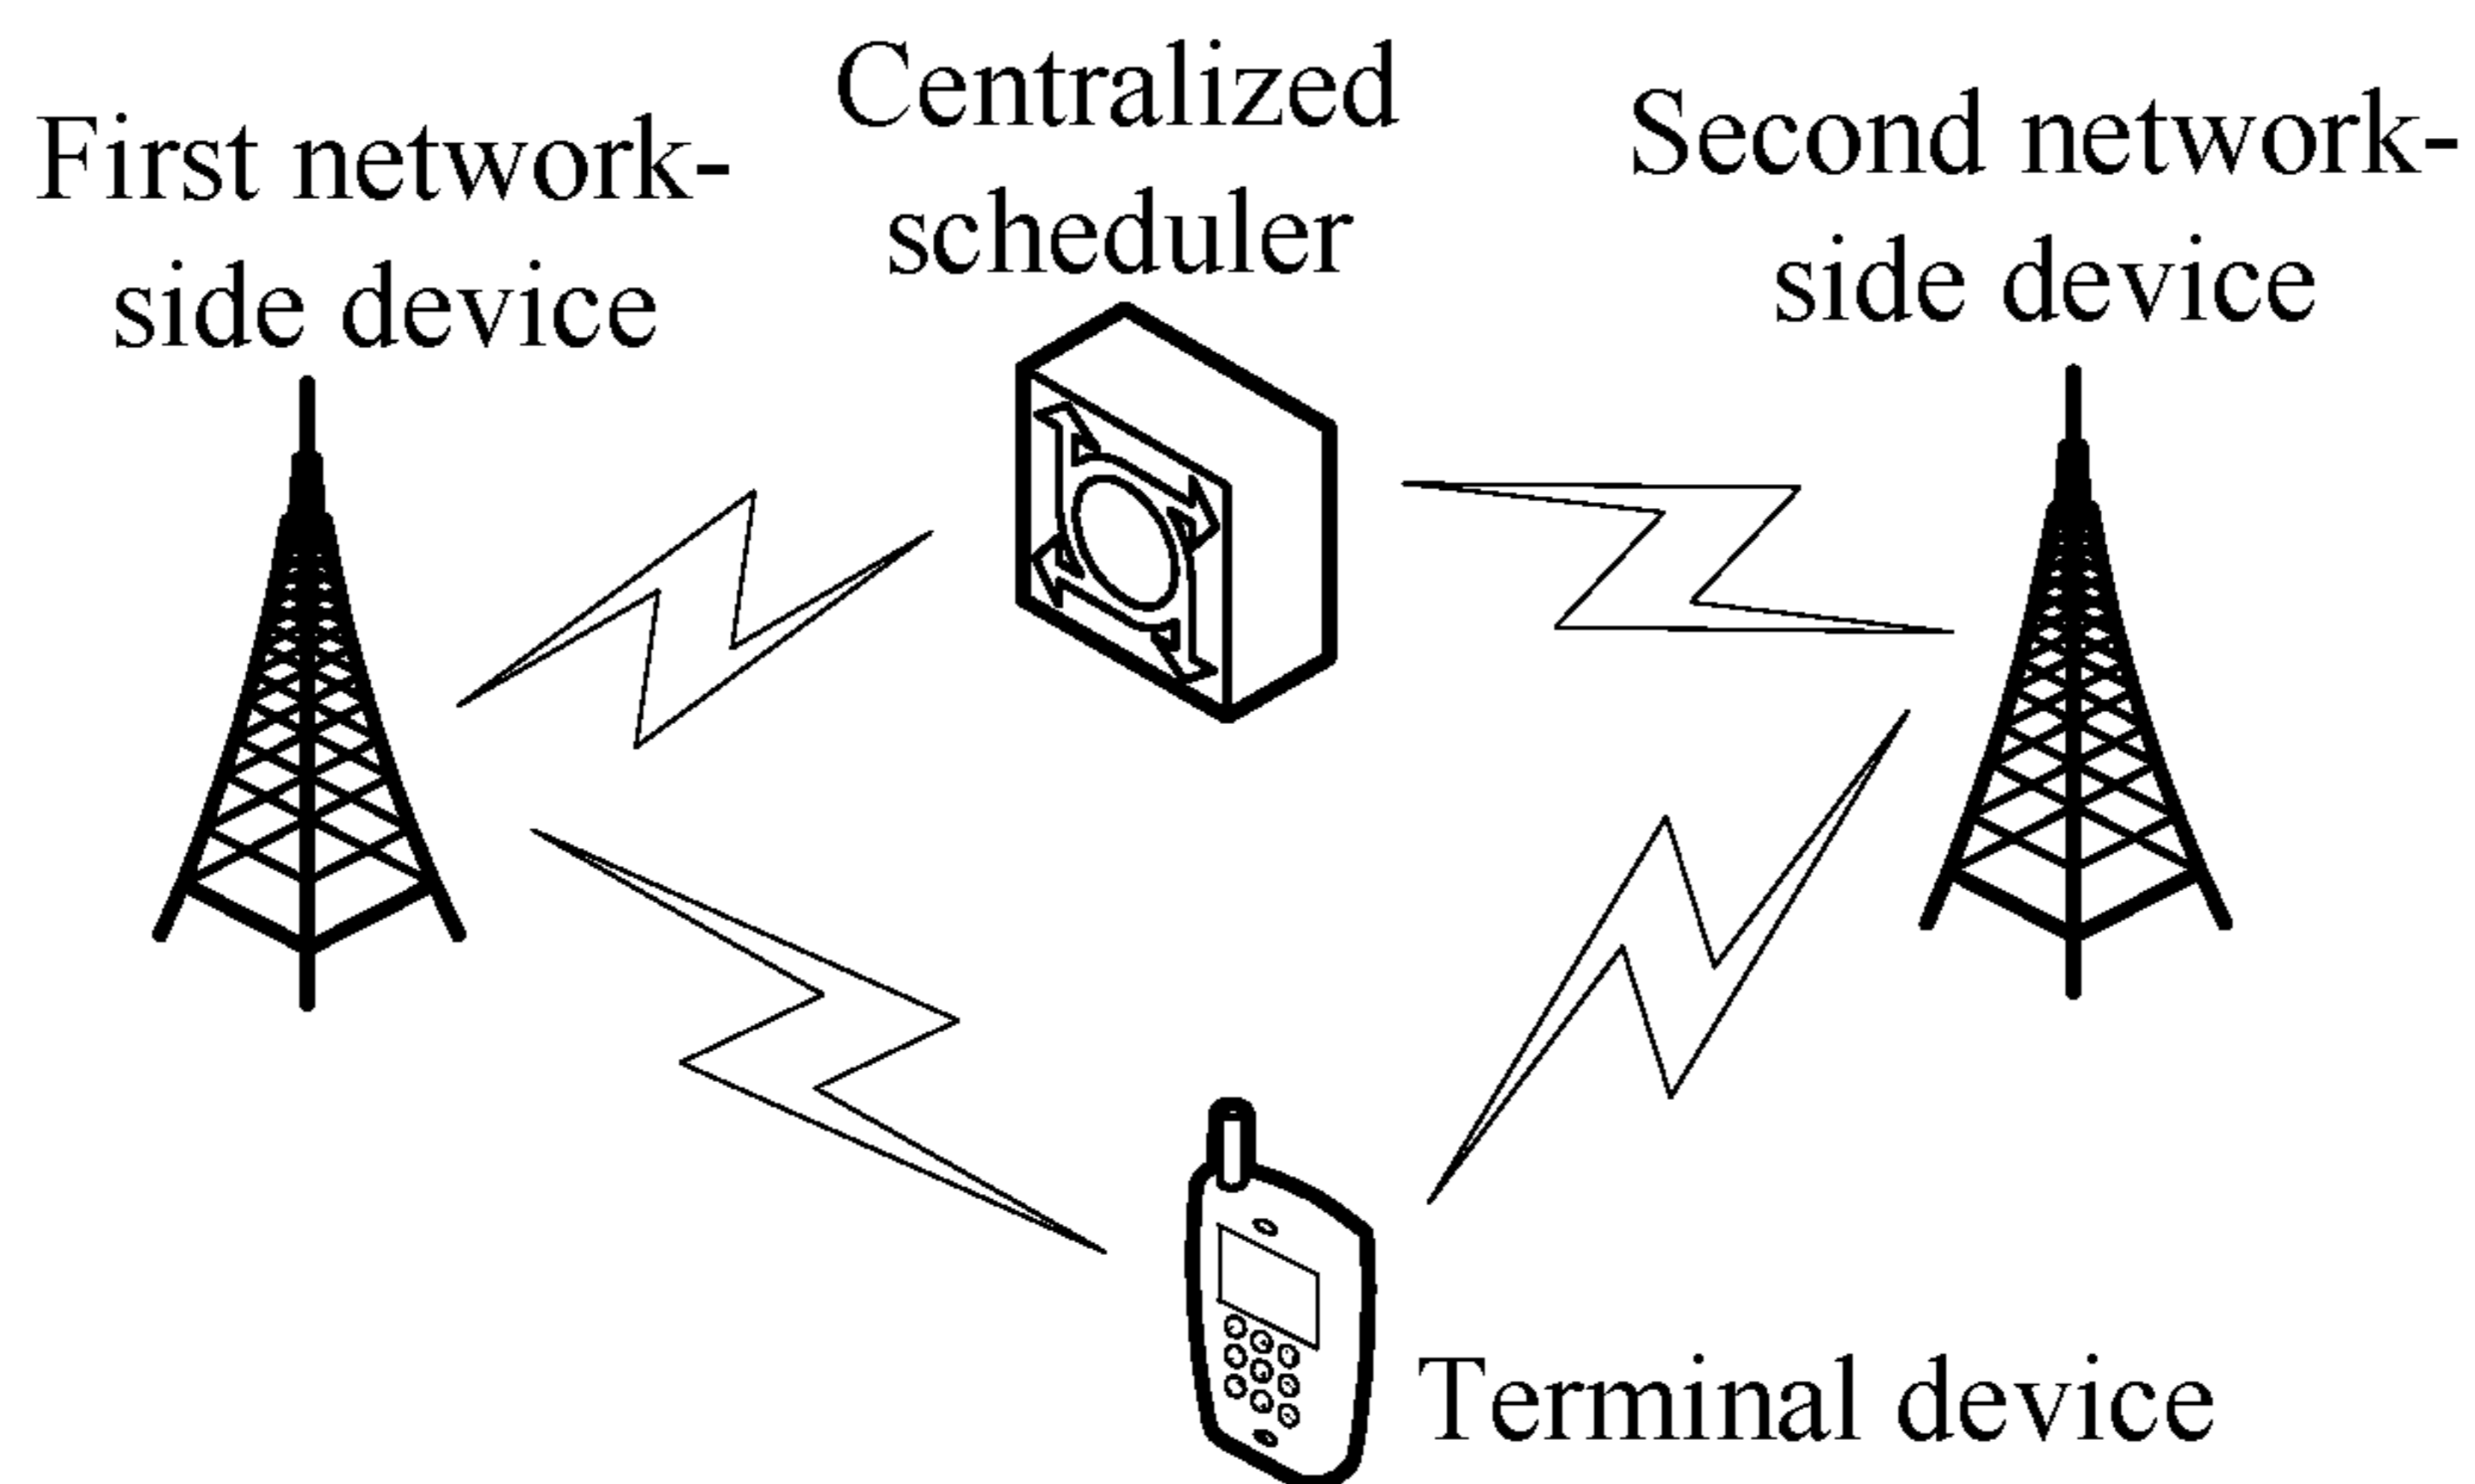 First network-
side device
Centralized
scheduler
Second network-
side device
Terminal device